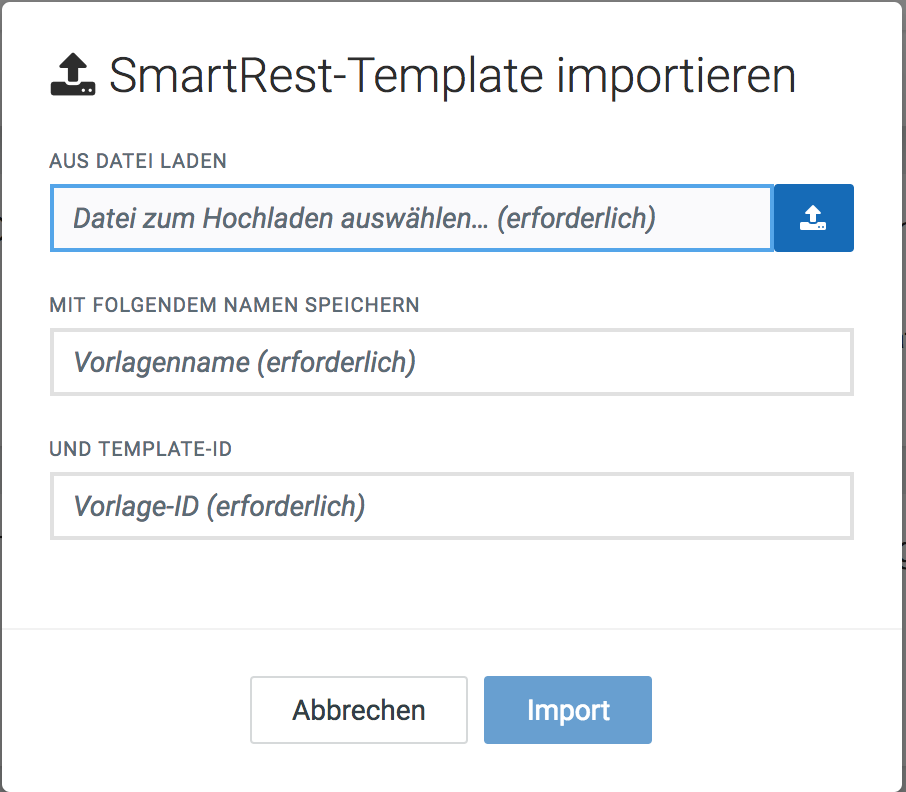 SmartRest-Template importieren
AUS DATEI LADEN
Datei zum Hochladen auswählen... (erforderlich)
MIT FOLGENDEM NAMEN SPEICHERN
Vorlagenname (erforderlich)
UND TEMPLATE-ID
Vorlage-ID (erforderlich)
Abbrechen
Import